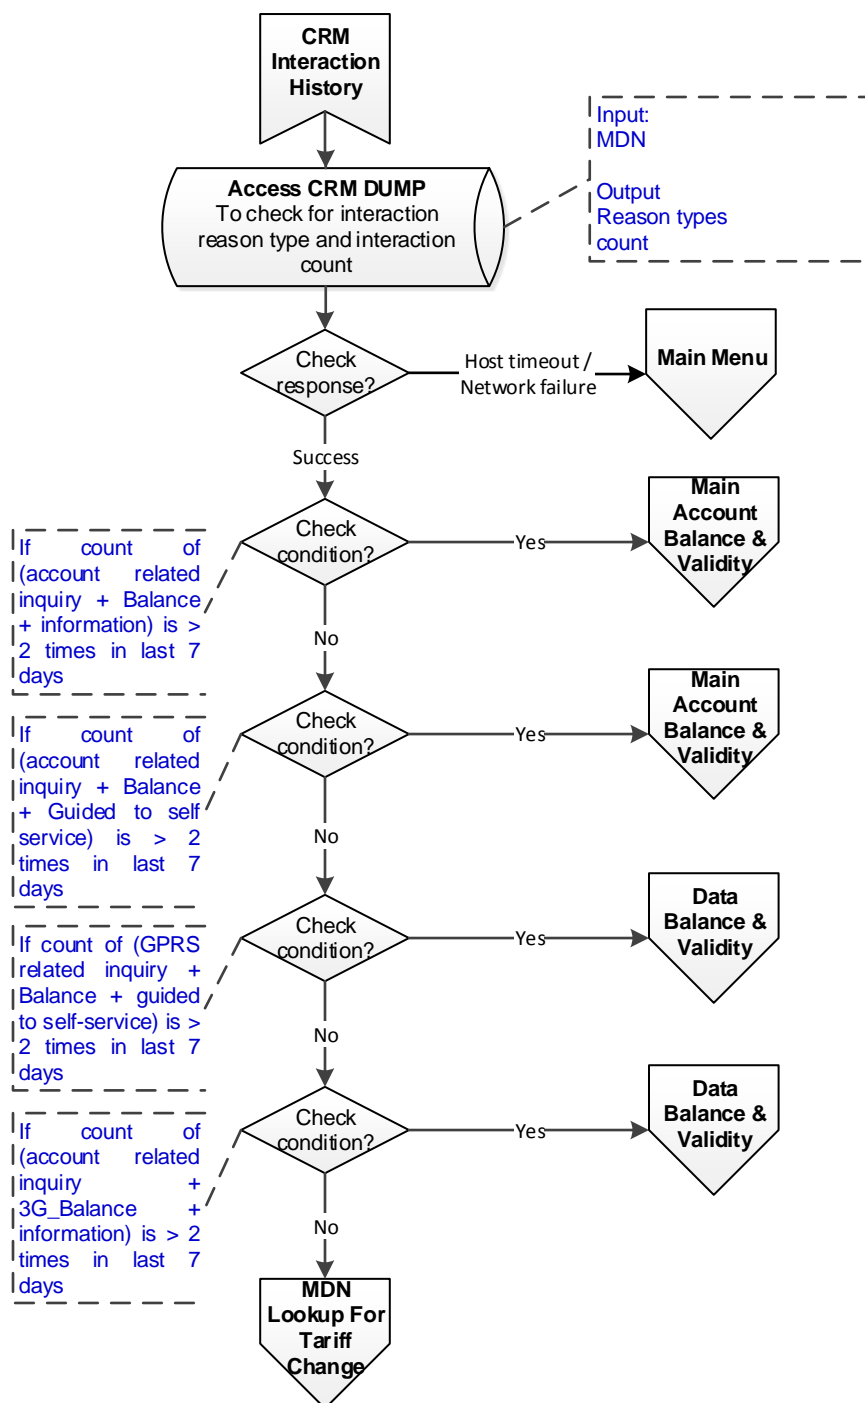 CRM
Interaction
History
Input:
MDN
Output
Reason types
count
Access CRM DUMP
To check for interaction
reason type and interaction
count
Check
response?
Host timeout /
Network failure
Main Menu
Success
If count of
(account related
inquiry + Balance
+ information) is >
2 times in last 7
days
Check
condition?
Yes
Main
Account
Balance &
Validity
No
If count of
(account related
inquiry + Balance
+ Guided to self
service) is > 2
times in last 7
days
Check
condition?
Yes
Main
Account
Balance &
Validity
No
If count of (GPRS
related inquiry +
Balance + guided
to self-service) is >
2 times in last 7
days
Check
condition?
Yes
Data
Balance &
Validity
No
If count of
(account related
inquiry +
3G_Balance +
information) is > 2
times in last 7
days
Check
condition?
Yes
Data
Balance &
Validity
No
MDN
Lookup For
Tariff
Change